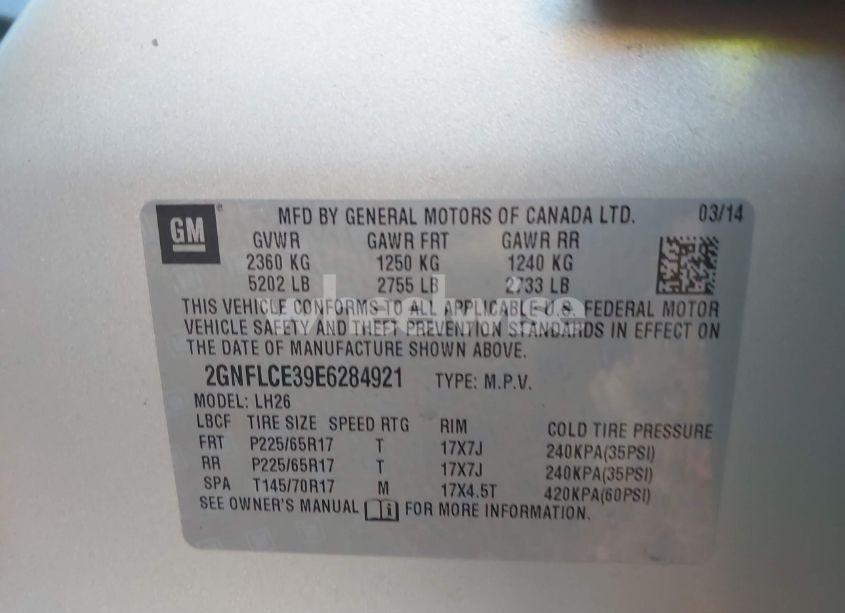 GM
MFD BY GENERAL MOTORS OF CANADA LTD. 03/14
GVWR GAWR FRT GAWR RR
2360 KG 1250 KG 1240 KG
5202 LB 2755 LB 2733 LB
THIS VEHICLE CONFORMS TO ALL APPLICABLE U.S. FEDERAL MOTOR
VEHICLE SAFETY AND THEFT PREVENTION STANDARDS IN EFFECT ON
THE DATE OF MANUFACTURE SHOWN ABOVE.
2GNFLCE39E6284921 TYPE: M.P.V.
MODEL: LH26
LBCF TIRE SIZE SPEED RTG RIM COLD TIRE PRESSURE
FRT P225/65R17 T 17X7J 240KPA(35PSI)
RR P225/65R17 T 17X7J 240KPA(35PSI)
SPA T145/70R17 M 17X4.5T 420KPA(60PSI)
SEE OWNER'S MANUAL FOR MORE INFORMATION.